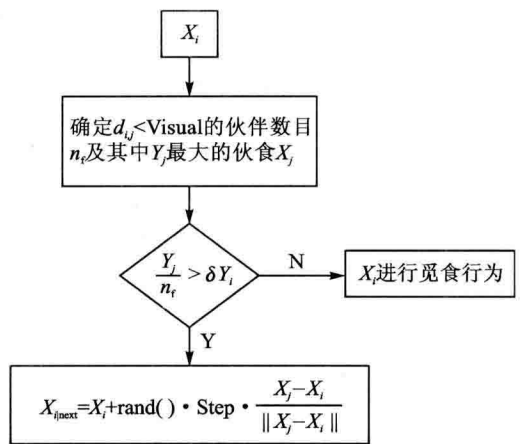 X_i
确定d_{i,j}<Visual的伙伴数目
n_f及其中Y_j最大的伙食X_j
Y_j/n_f > δY_i
N
X_i进行觅食行为
Y
X_{i|next}=X_i+rand( )·Step·(X_j-X_i)/‖X_j-X_i‖